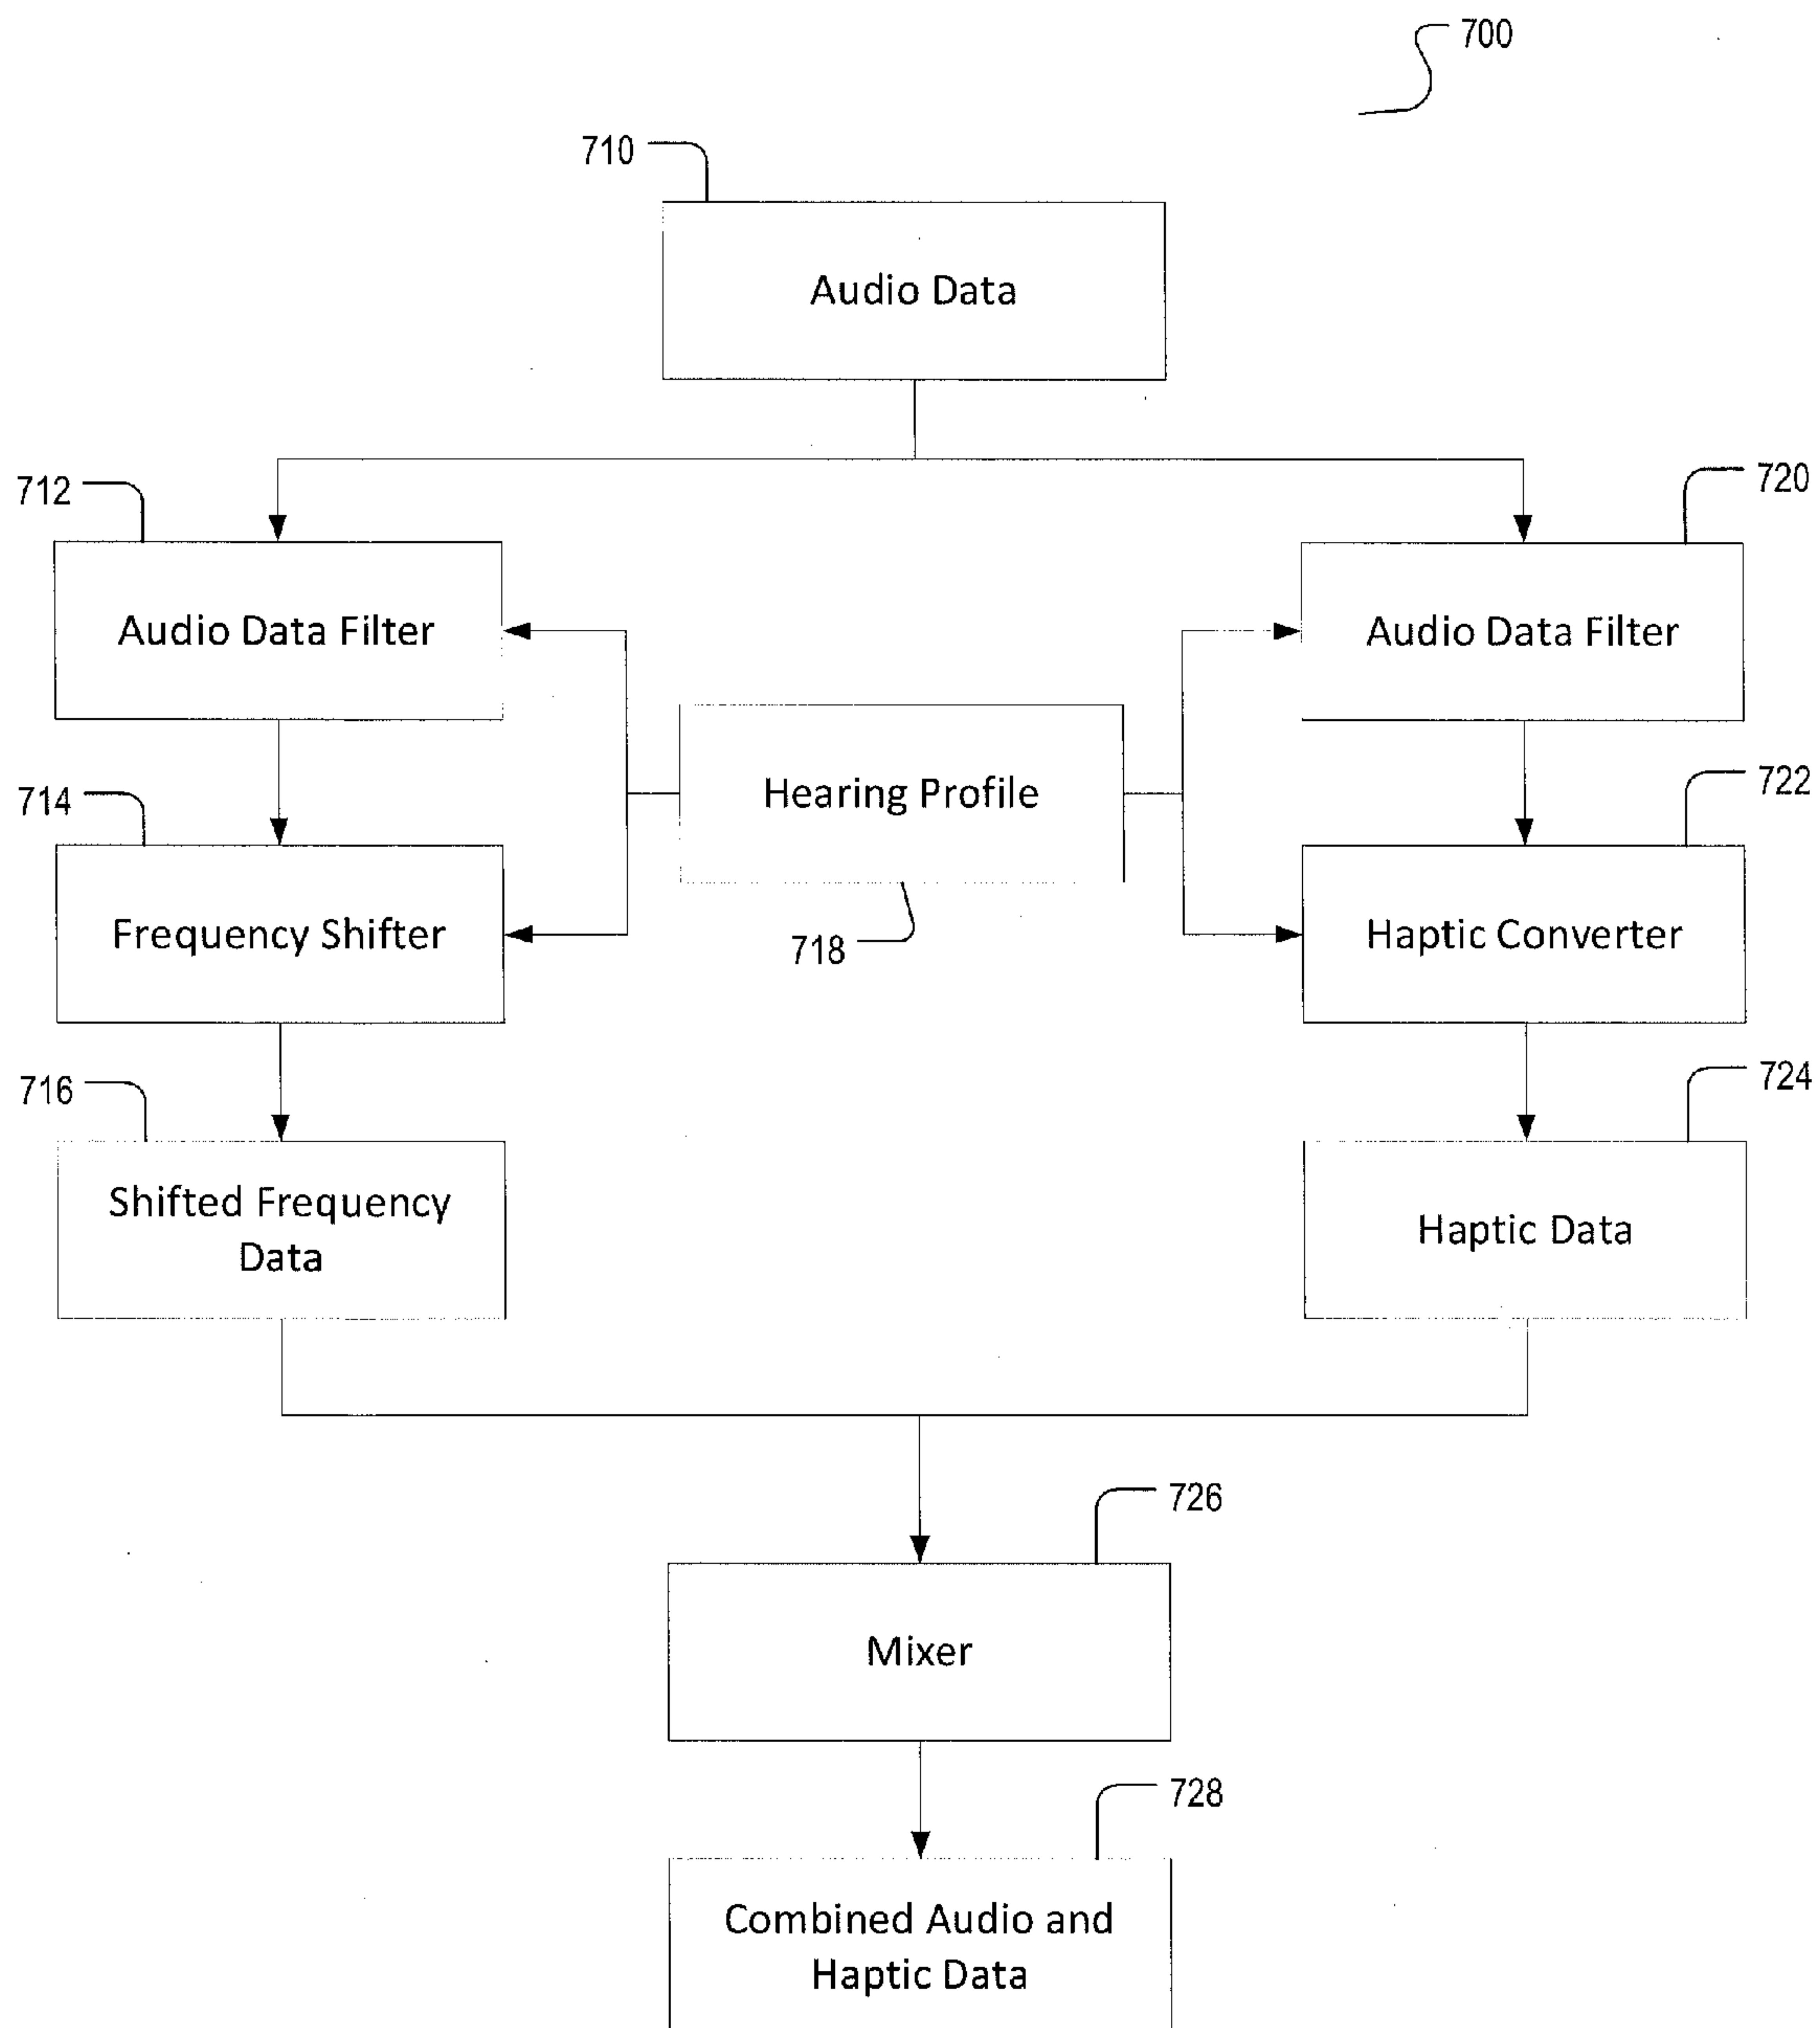 700
710
Audio Data
712
720
Audio Data Filter
Audio Data Filter
714
Hearing Profile
722
Frequency Shifter
718
Haptic Converter
716
724
Shifted Frequency
Data
Haptic Data
726
Mixer
728
Combined Audio and
Haptic Data